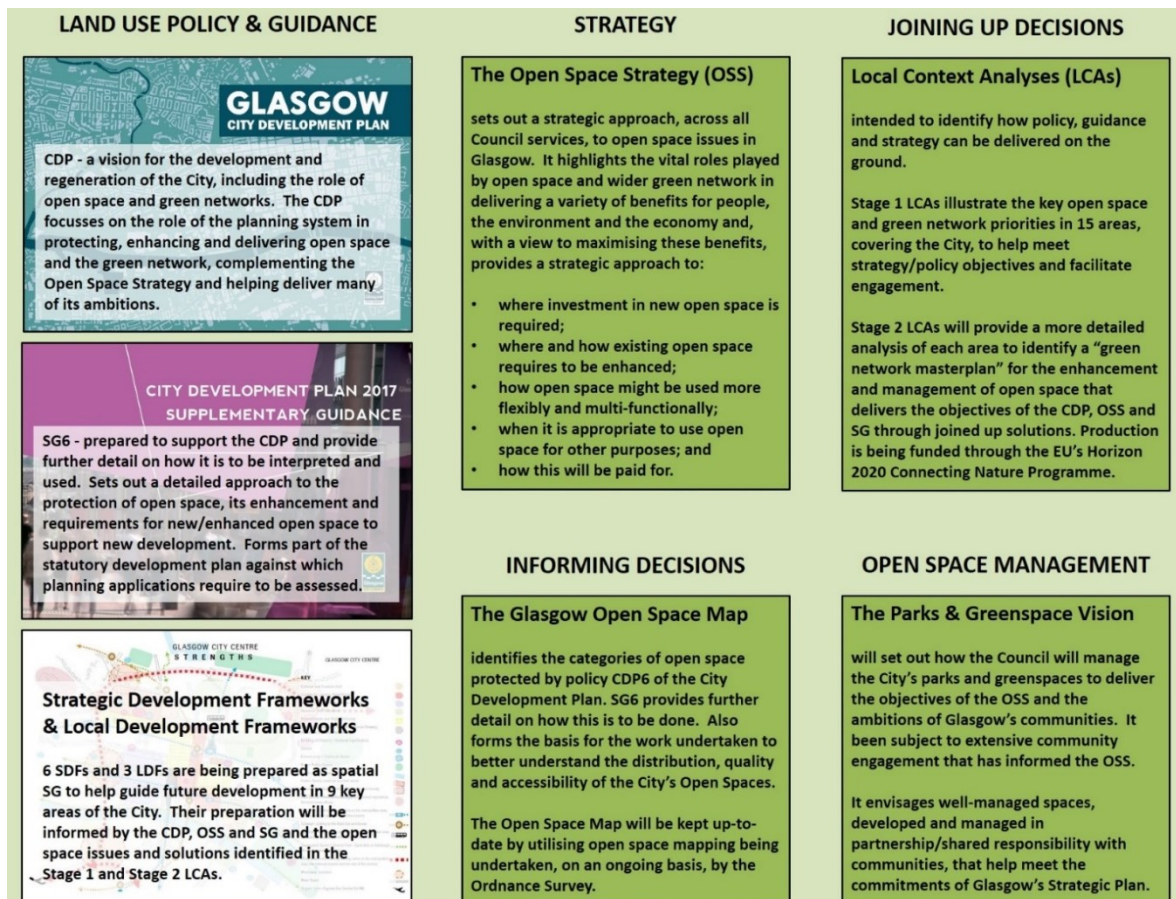 LAND USE POLICY & GUIDANCE
GLASGOW
CITY DEVELOPMENT PLAN
CDP - a vision for the development and
regeneration of the City, including the role of
open space and green networks. The CDP
focusses on the role of the planning system in
protecting, enhancing and delivering open space
and the green network, complementing the
Open Space Strategy and helping deliver many
of its ambitions.
CITY DEVELOPMENT PLAN 2017
SUPPLEMENTARY GUIDANCE
SG6 - prepared to support the CDP and provide
further detail on how it is to be interpreted and
used. Sets out a detailed approach to the
protection of open space, its enhancement and
requirements for new/enhanced open space to
support new development. Forms part of the
statutory development plan against which
planning applications require to be assessed.
GLASGOW CITY CENTRE
STRENGTHS
GLASGOW CITY CENTRE
KEY
Strategic Development Frameworks
& Local Development Frameworks
6 SDFs and 3 LDFs are being prepared as spatial
SG to help guide future development in 9 key
areas of the City. Their preparation will be
informed by the CDP, OSS and SG and the open
space issues and solutions identified in the
Stage 1 and Stage 2 LCAs.
STRATEGY
The Open Space Strategy (OSS)
sets out a strategic approach, across all
Council services, to open space issues in
Glasgow. It highlights the vital roles played
by open space and wider green network in
delivering a variety of benefits for people,
the environment and the economy and,
with a view to maximising these benefits,
provides a strategic approach to:
• where investment in new open space is
required;
• where and how existing open space
requires to be enhanced;
• how open space might be used more
flexibly and multi-functionally;
• when it is appropriate to use open
space for other purposes; and
• how this will be paid for.
INFORMING DECISIONS
The Glasgow Open Space Map
identifies the categories of open space
protected by policy CDP6 of the City
Development Plan. SG6 provides further
detail on how this is to be done. Also
forms the basis for the work undertaken to
better understand the distribution, quality
and accessibility of the City's Open Spaces.
The Open Space Map will be kept up-to-
date by utilising open space mapping being
undertaken, on an ongoing basis, by the
Ordnance Survey.
JOINING UP DECISIONS
Local Context Analyses (LCAs)
intended to identify how policy, guidance
and strategy can be delivered on the
ground.
Stage 1 LCAs illustrate the key open space
and green network priorities in 15 areas,
covering the City, to help meet
strategy/policy objectives and facilitate
engagement.
Stage 2 LCAs will provide a more detailed
analysis of each area to identify a “green
network masterplan” for the enhancement
and management of open space that
delivers the objectives of the CDP, OSS and
SG through joined up solutions. Production
is being funded through the EU's Horizon
2020 Connecting Nature Programme.
OPEN SPACE MANAGEMENT
The Parks & Greenspace Vision
will set out how the Council will manage
the City's parks and greenspaces to deliver
the objectives of the OSS and the
ambitions of Glasgow's communities. It
been subject to extensive community
engagement that has informed the OSS.
It envisages well-managed spaces,
developed and managed in
partnership/shared responsibility with
communities, that help meet the
commitments of Glasgow's Strategic Plan.